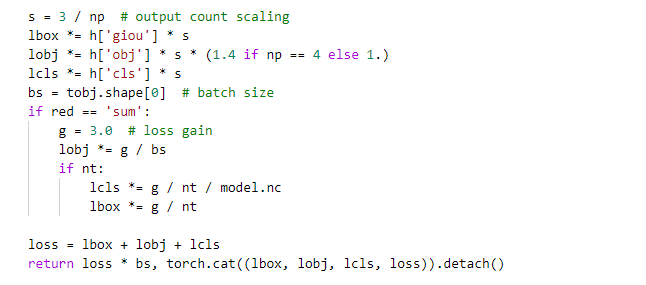 s = 3 / np  # output count scaling
lbox *= h['giou'] * s
lobj *= h['obj'] * s * (1.4 if np == 4 else 1.)
lcls *= h['cls'] * s
bs = tobj.shape[0]  # batch size
if red == 'sum':
    g = 3.0  # loss gain
    lobj *= g / bs
    if nt:
        lcls *= g / nt / model.nc
        lbox *= g / nt
loss = lbox + lobj + lcls
return loss * bs, torch.cat((lbox, lobj, lcls, loss)).detach()